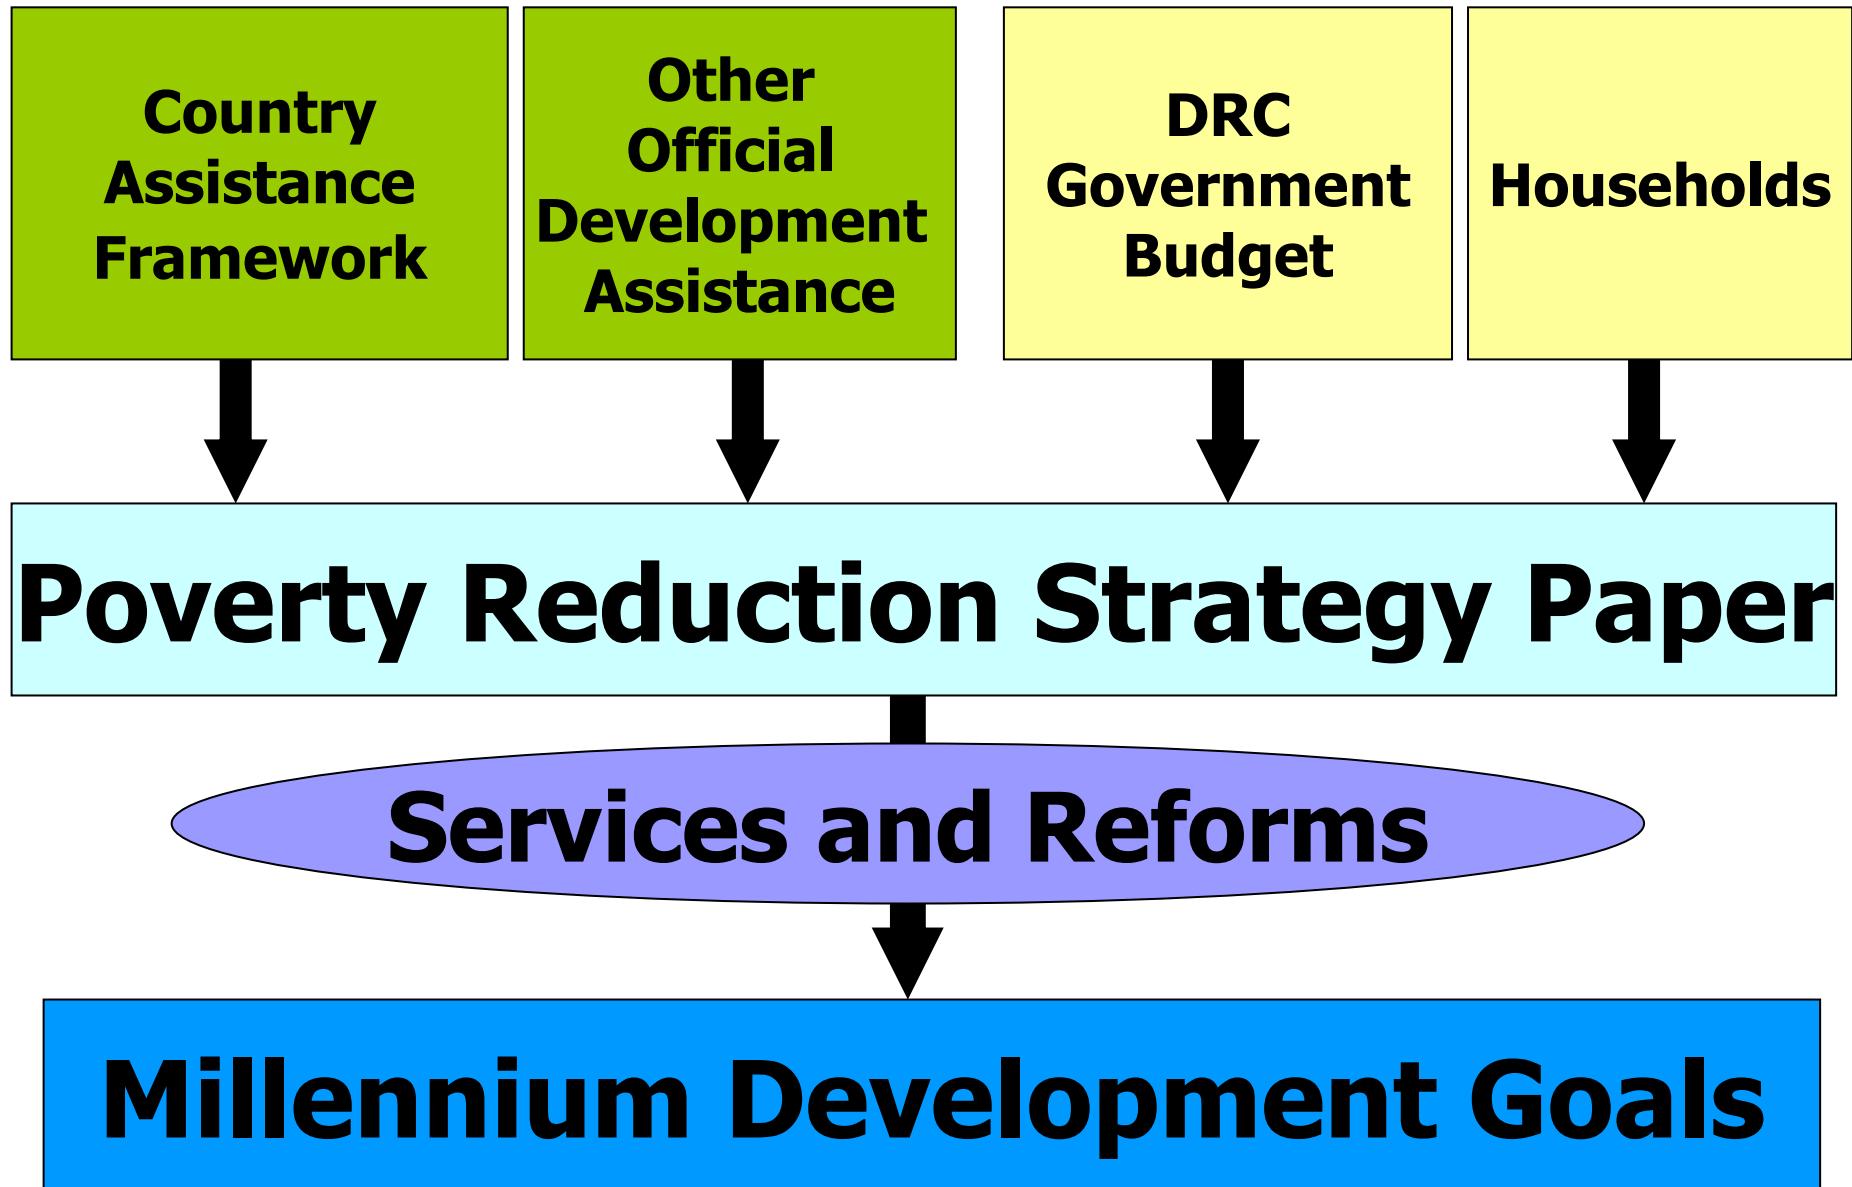 Country
Assistance
Framework
Other
Official
Development
Assistance
DRC
Government
Budget
Households
Poverty Reduction Strategy Paper
Services and Reforms
Millennium Development Goals